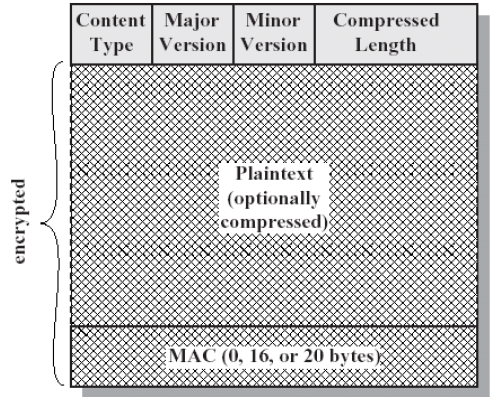 Content Major Minor Compressed
Type Version Version Length
Plaintext
(optionally
compressed)
encrypted
MAC (0, 16, or 20 bytes)